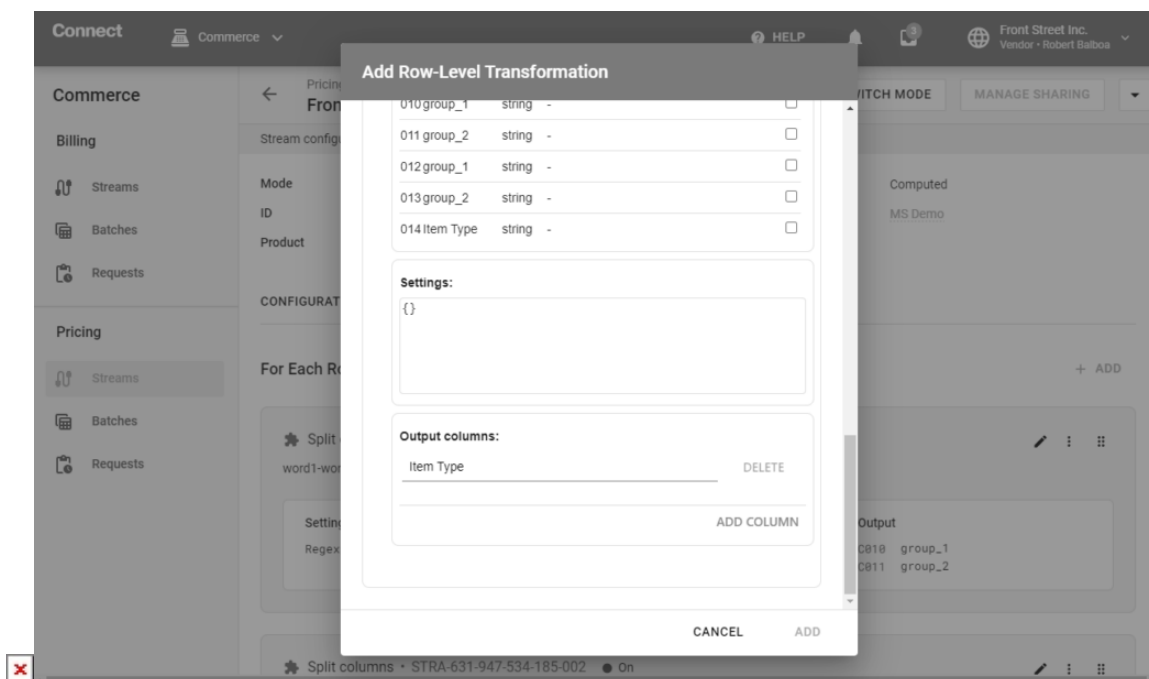 Connect
Commerce
HELP
3
Front Street Inc.
Vendor • Robert Balboa
Commerce
Billing
Streams
Batches
Requests
Pricing
Streams
Batches
Requests
Pricing
Fron
ITCH MODE
MANAGE SHARING
Stream config
Mode
Computed
ID
MS Demo
Product
CONFIGURAT
For Each Ro
+ ADD
Split
word1-wor
Setting
Regex
Output
C010 group_1
C011 group_2
Split columns • STRA-631-947-534-185-002 ● On
Add Row-Level Transformation
010 group_1 string -
011 group_2 string -
012 group_1 string -
013 group_2 string -
014 Item Type string -
Settings:
{}
Output columns:
Item Type DELETE
ADD COLUMN
CANCEL ADD